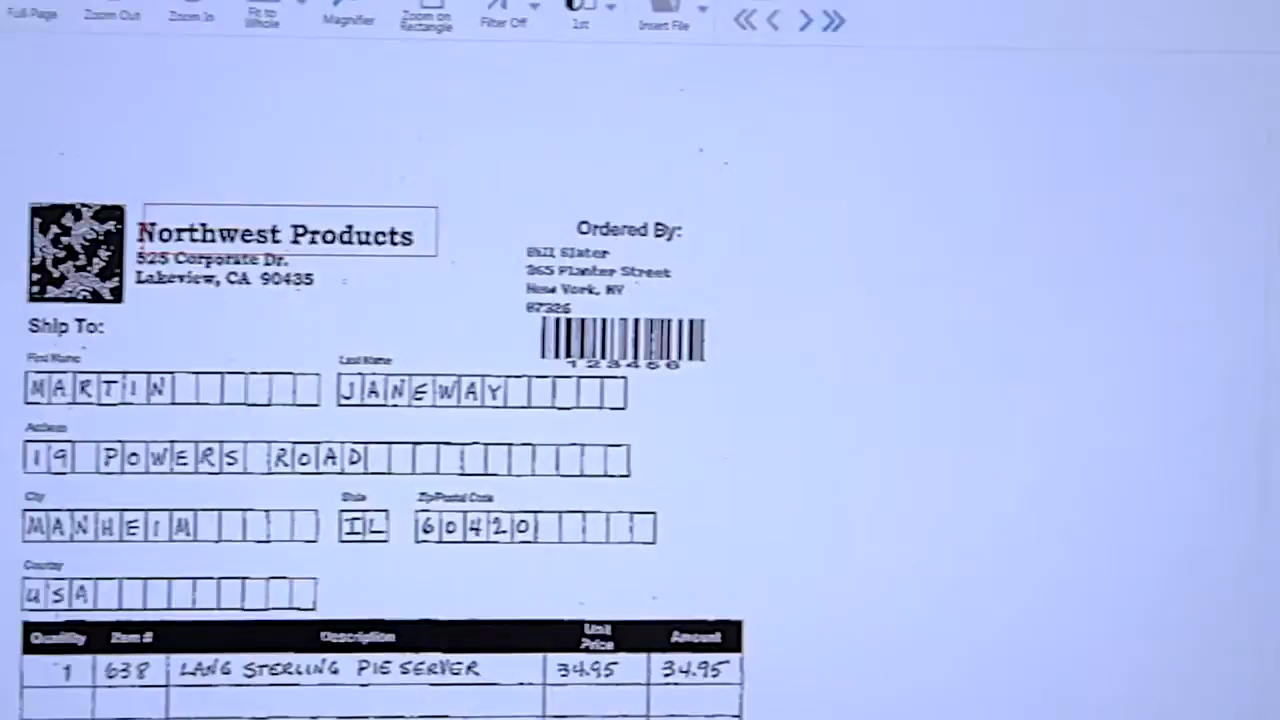 Full Page Zoom Out Zoom In Fit to Whole Magnifier Zoom on Rectangle Filter Off 1st Insert File
Northwest Products
525 Corporate Dr.
Lakeview, CA 90435
Ordered By:
Bill Slater
365 Planter Street
New York, NY
87326
123456
Ship To:
First Name Last Name
MARTIN JANEWAY
Address
19 POWERS ROAD
City State Zip/Postal Code
MANHEIM IL 60420
Country
USA
Quantity Item # Description Unit Price Amount
1 638 LANG STERLING PIE SERVER 34.95 34.95